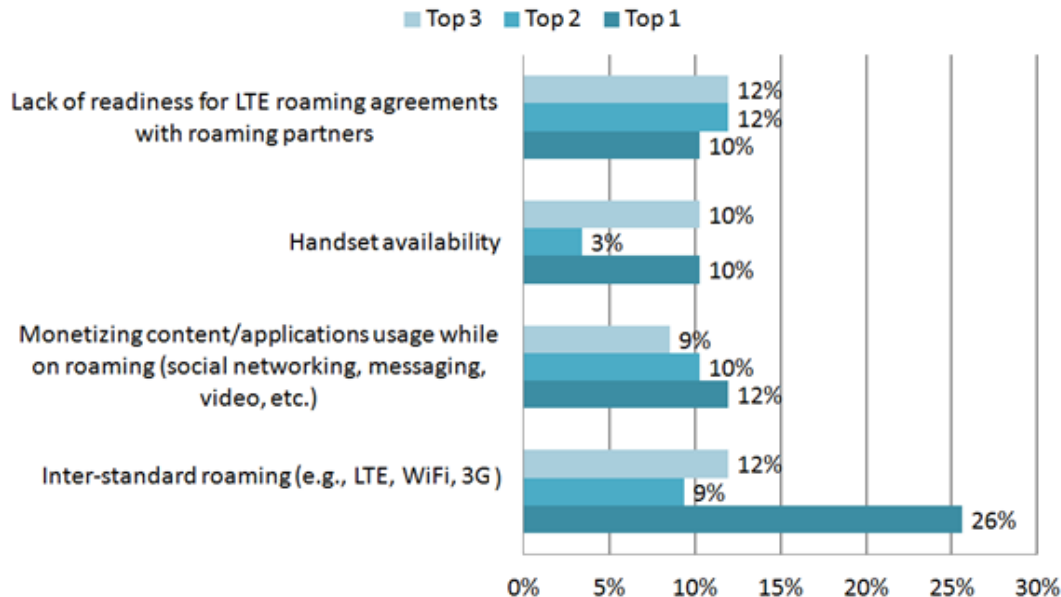 Top 3 Top 2 Top 1
Lack of readiness for LTE roaming agreements
with roaming partners
12%
12%
10%
Handset availability
10%
3%
10%
Monetizing content/applications usage while
on roaming (social networking, messaging,
video, etc.)
9%
10%
12%
Inter-standard roaming (e.g., LTE, WiFi, 3G )
12%
9%
26%
0% 5% 10% 15% 20% 25% 30%